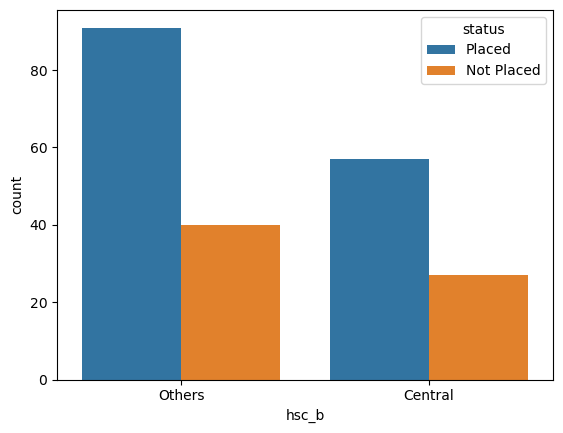 status
Placed
Not Placed
80
60
40
20
0
count
Others Central
hsc_b